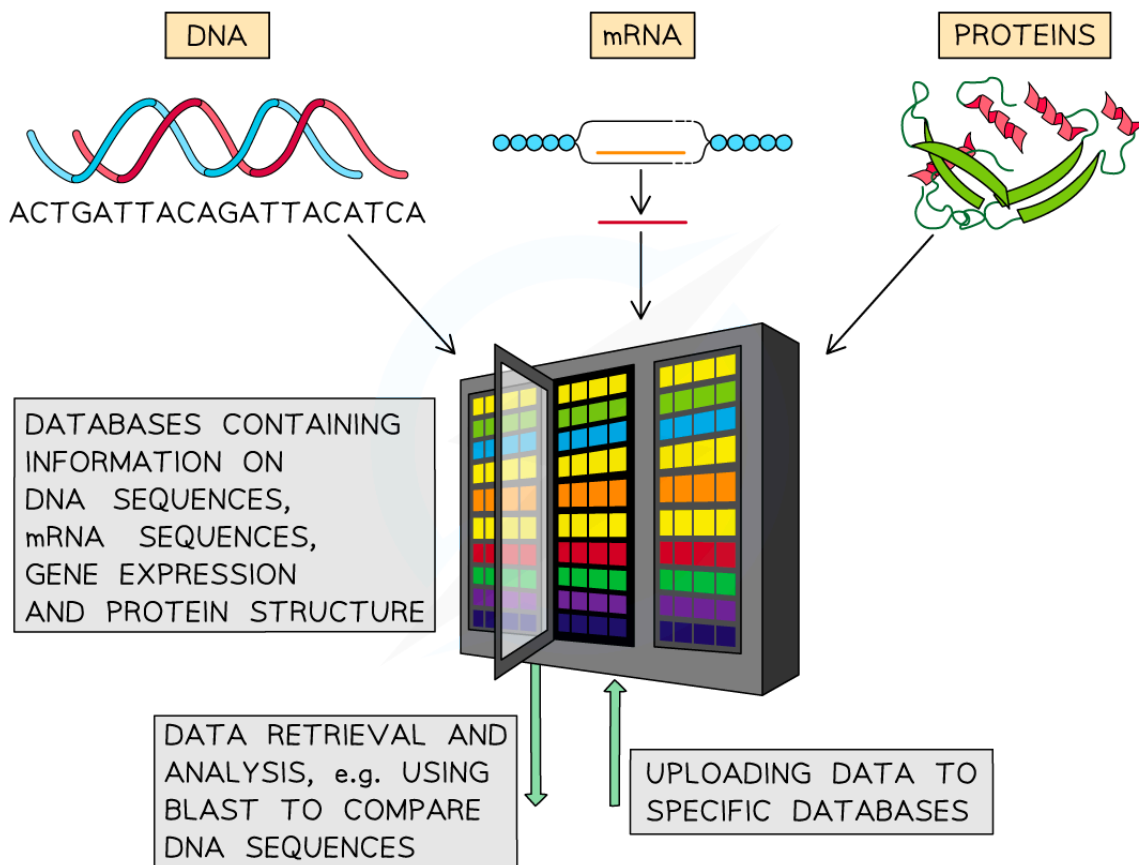 DNA
mRNA
PROTEINS
ACTGATTACAGATTACATCA
DATABASES CONTAINING
INFORMATION ON
DNA SEQUENCES,
mRNA SEQUENCES,
GENE EXPRESSION
AND PROTEIN STRUCTURE
DATA RETRIEVAL AND
ANALYSIS, e.g. USING
BLAST TO COMPARE
DNA SEQUENCES
UPLOADING DATA TO
SPECIFIC DATABASES